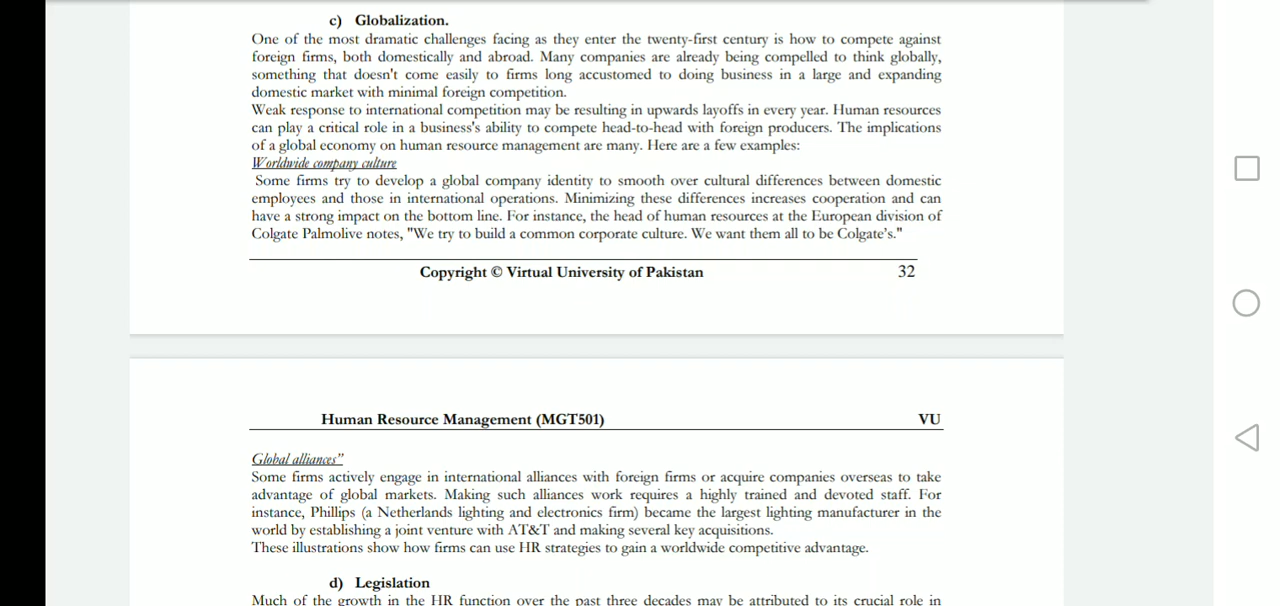 c) Globalization.
One of the most dramatic challenges facing as they enter the twenty-first century is how to compete against
foreign firms, both domestically and abroad. Many companies are already being compelled to think globally,
something that doesn't come easily to firms long accustomed to doing business in a large and expanding
domestic market with minimal foreign competition.
Weak response to international competition may be resulting in upwards layoffs in every year. Human resources
can play a critical role in a business's ability to compete head-to-head with foreign producers. The implications
of a global economy on human resource management are many. Here are a few examples:
Worldwide company culture
Some firms try to develop a global company identity to smooth over cultural differences between domestic
employees and those in international operations. Minimizing these differences increases cooperation and can
have a strong impact on the bottom line. For instance, the head of human resources at the European division of
Colgate Palmolive notes, "We try to build a common corporate culture. We want them all to be Colgate's."
Copyright © Virtual University of Pakistan 32
Human Resource Management (MGT501) VU
Global alliances”
Some firms actively engage in international alliances with foreign firms or acquire companies overseas to take
advantage of global markets. Making such alliances work requires a highly trained and devoted staff. For
instance, Phillips (a Netherlands lighting and electronics firm) became the largest lighting manufacturer in the
world by establishing a joint venture with AT&T and making several key acquisitions.
These illustrations show how firms can use HR strategies to gain a worldwide competitive advantage.
d) Legislation
Much of the growth in the HR function over the past three decades may be attributed to its crucial role in